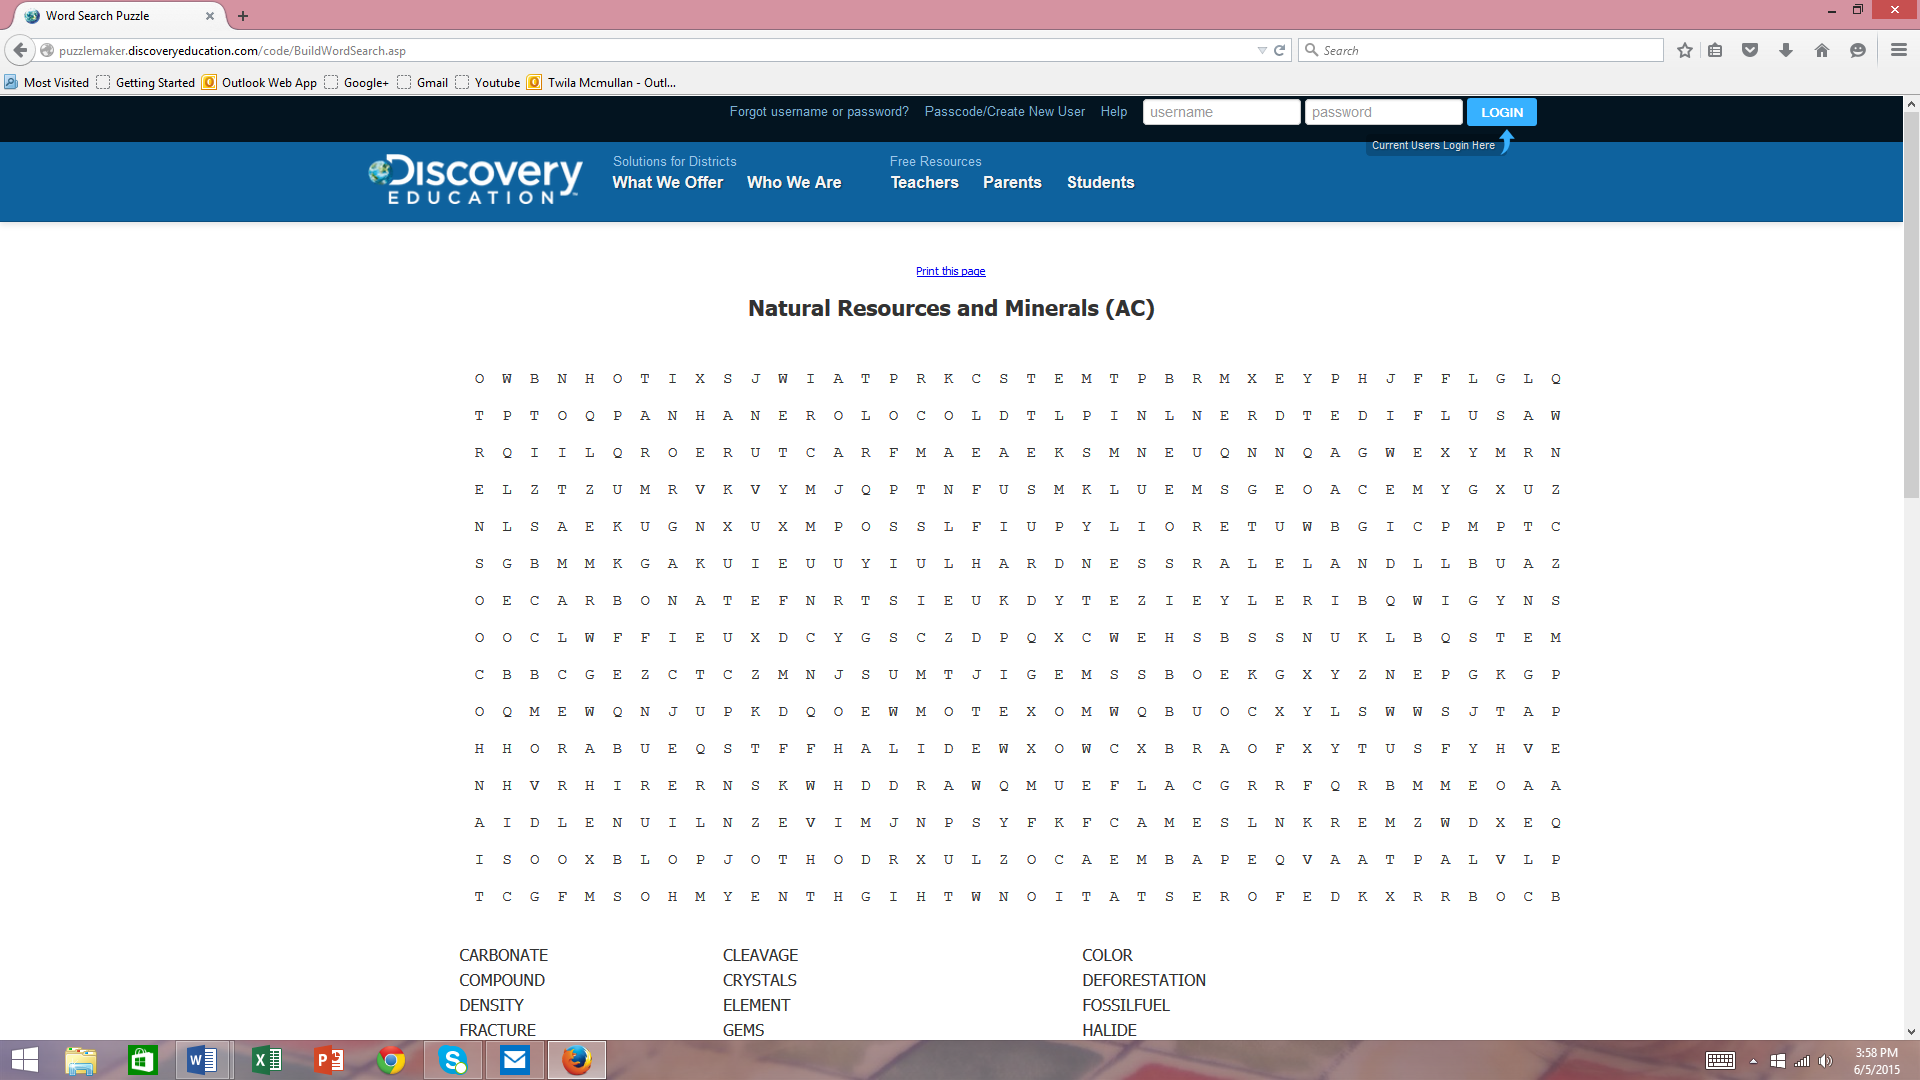 Word Search Puzzle
puzzlemaker.discoveryeducation.com/code/BuildWordSearch.asp
Search
Most Visited Getting Started Outlook Web App Google+ Gmail Youtube Twila Mcmullan - Outl...
Forgot username or password? Passcode/Create New User Help username password LOGIN
Current Users Login Here
Discovery
EDUCATION
Solutions for Districts Free Resources
What We Offer Who We Are Teachers Parents Students
Print this page
Natural Resources and Minerals (AC)
O W B N H O T I X S J W I A T P R K C S T E M T P B R M X E Y P H J F F L G L Q
T P T O Q P A N H A N E R O L O C O L D T L P I N L N E R D T E D I F L U S A W
R Q I I L Q R O E R U T C A R F M A E A E K S M N E U Q N N Q A G W E X Y M R N
E L Z T Z U M R V K V Y M J Q P T N F U S M K L U E M S G E O A C E M Y G X U Z
N L S A E K U G N X U X M P O S S L F I U P Y L I O R E T U W B G I C P M P T C
S G B M M K G A K U I E U U Y I U L H A R D N E S S R A L E L A N D L L B U A Z
O E C A R B O N A T E F N R T S I E U K D Y T E Z I E Y L E R I B Q W I G Y N S
O O C L W F F I E U X D C Y G S C Z D P Q X C W E H S B S S N U K L B Q S T E M
C B B C G E Z C T C Z M N J S U M T J I G E M S S B O E K G X Y Z N E P G K G P
O Q M E W Q N J U P K D Q O E W M O T E X O M W Q B U O C X Y L S W W S J T A P
H H O R A B U E Q S T F F H A L I D E W X O W C X B R A O F X Y T U S F Y H V E
N H V R H I R E R N S K W H D D R A W Q M U E F L A C G R R F Q R B M M E O A A
A I D L E N U I L N Z E V I M J N P S Y F K F C A M E S L N K R E M Z W D X E Q
I S O O X B L O P J O T H O D R X U L Z O C A E M B A P E Q V A A T P A L V L P
T C G F M S O H M Y E N T H G I H T W N O I T A T S E R O F E D K X R R B O C B
CARBONATE CLEAVAGE COLOR
COMPOUND CRYSTALS DEFORESTATION
DENSITY ELEMENT FOSSILFUEL
FRACTURE GEMS HALIDE
3:58 PM
6/5/2015